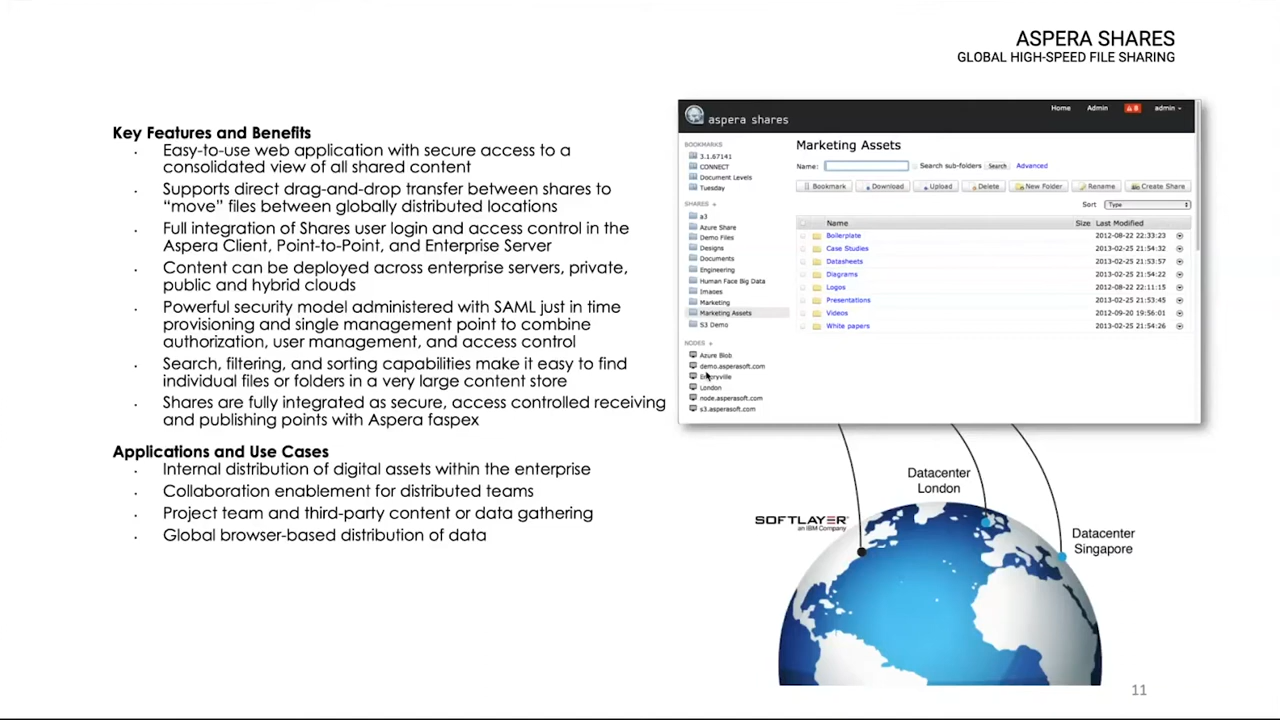 ASPERA SHARES
GLOBAL HIGH-SPEED FILE SHARING
Key Features and Benefits
Easy-to-use web application with secure access to a
consolidated view of all shared content
Supports direct drag-and-drop transfer between shares to
“move” files between globally distributed locations
Full integration of Shares user login and access control in the
Aspera Client, Point-to-Point, and Enterprise Server
Content can be deployed across enterprise servers, private,
public and hybrid clouds
Powerful security model administered with SAML just in time
provisioning and single management point to combine
authorization, user management, and access control
Search, filtering, and sorting capabilities make it easy to find
individual files or folders in a very large content store
Shares are fully integrated as secure, access controlled receiving
and publishing points with Aspera faspex
Applications and Use Cases
Internal distribution of digital assets within the enterprise
Collaboration enablement for distributed teams
Project team and third-party content or data gathering
Global browser-based distribution of data
aspera shares
Home Admin 8 admin
BOOKMARKS
3.1.67141
CONNECT
Document Levels
Tuesday
SHARES +
a3
Azure Share
Demo Files
Designs
Documents
Engineering
Human Face Big Data
Images
Marketing
Marketing Assets
S3 Demo
NODES +
Azure Blob
demo.asperasoft.com
Emeryville
London
node.asperasoft.com
s3.asperasoft.com
Marketing Assets
Name: Search sub-folders Search Advanced
Bookmark Download Upload Delete New Folder Rename Create Share
Sort Type
Name Size Last Modified
Boilerplate 2012-08-22 22:33:23
Case Studies 2013-02-25 21:54:32
Datasheets 2013-02-25 21:53:57
Diagrams 2013-02-25 21:54:22
Logos 2012-08-22 22:11:15
Presentations 2013-02-25 21:53:45
Videos 2012-09-20 19:56:01
White papers 2013-02-25 21:54:26
SOFTLAYER
an IBM Company
Datacenter
London
Datacenter
Singapore
11